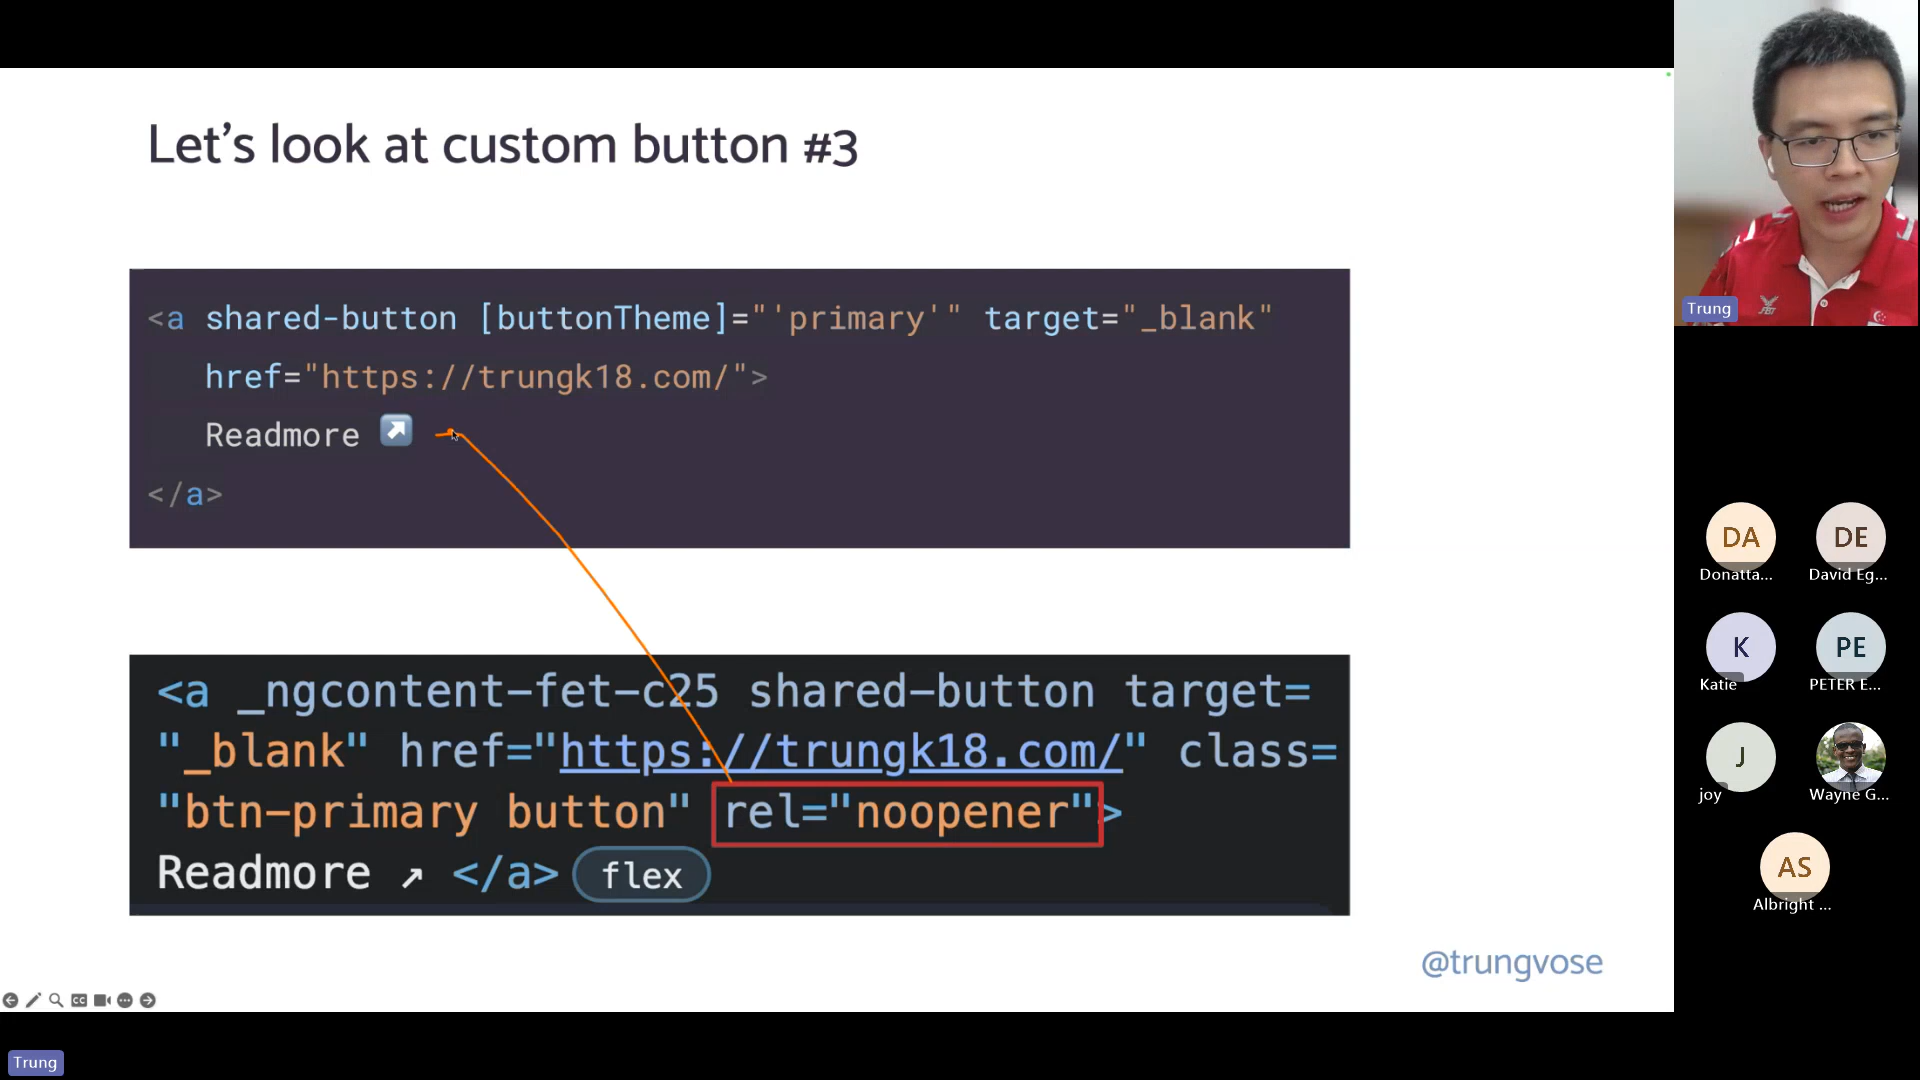 Let's look at custom button #3
<a shared-button [buttonTheme]="'primary'" target="_blank"
href="https://trungk18.com/">
Readmore ↗
</a>
<a _ngcontent-fet-c25 shared-button target=
"_blank" href="https://trungk18.com/" class=
"btn-primary button" rel="noopener">
Readmore ↗ </a> flex
@trungvose
CC
Trung
Trung
DA
Donatta...
DE
David Eg...
K
Katie
PE
PETER E...
J
joy
Wayne G...
AS
Albright ...